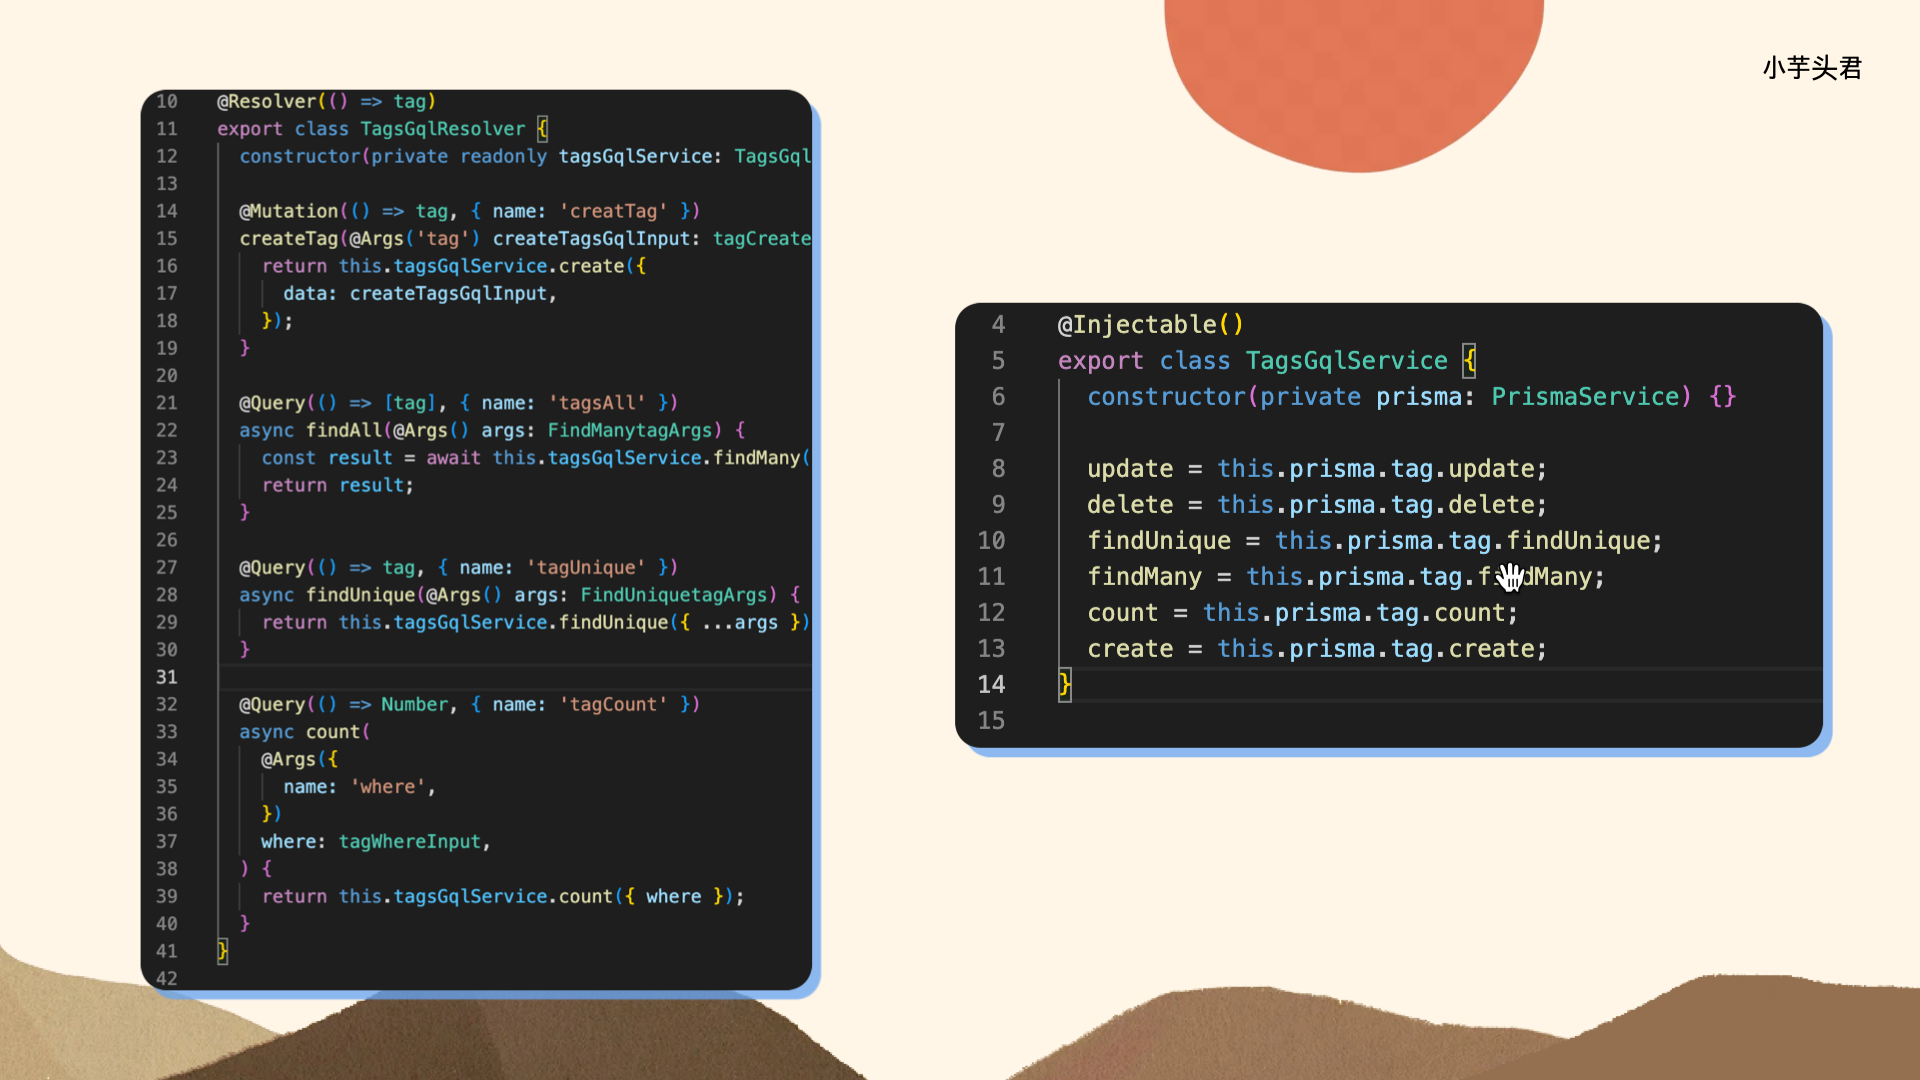 小芋头君
10 @Resolver(() => tag)
11 export class TagsGqlResolver {
12 constructor(private readonly tagsGqlService: TagsGql
13
14 @Mutation(() => tag, { name: 'creatTag' })
15 createTag(@Args('tag') createTagsGqlInput: tagCreate
16 return this.tagsGqlService.create({
17 data: createTagsGqlInput,
18 });
19 }
20
21 @Query(() => [tag], { name: 'tagsAll' })
22 async findAll(@Args() args: FindManytagArgs) {
23 const result = await this.tagsGqlService.findMany(
24 return result;
25 }
26
27 @Query(() => tag, { name: 'tagUnique' })
28 async findUnique(@Args() args: FindUniquetagArgs) {
29 return this.tagsGqlService.findUnique({ ...args })
30 }
31
32 @Query(() => Number, { name: 'tagCount' })
33 async count(
34 @Args({
35 name: 'where',
36 })
37 where: tagWhereInput,
38 ) {
39 return this.tagsGqlService.count({ where });
40 }
41 }
42
4 @Injectable()
5 export class TagsGqlService {
6 constructor(private prisma: PrismaService) {}
7
8 update = this.prisma.tag.update;
9 delete = this.prisma.tag.delete;
10 findUnique = this.prisma.tag.findUnique;
11 findMany = this.prisma.tag.findMany;
12 count = this.prisma.tag.count;
13 create = this.prisma.tag.create;
14 }
15